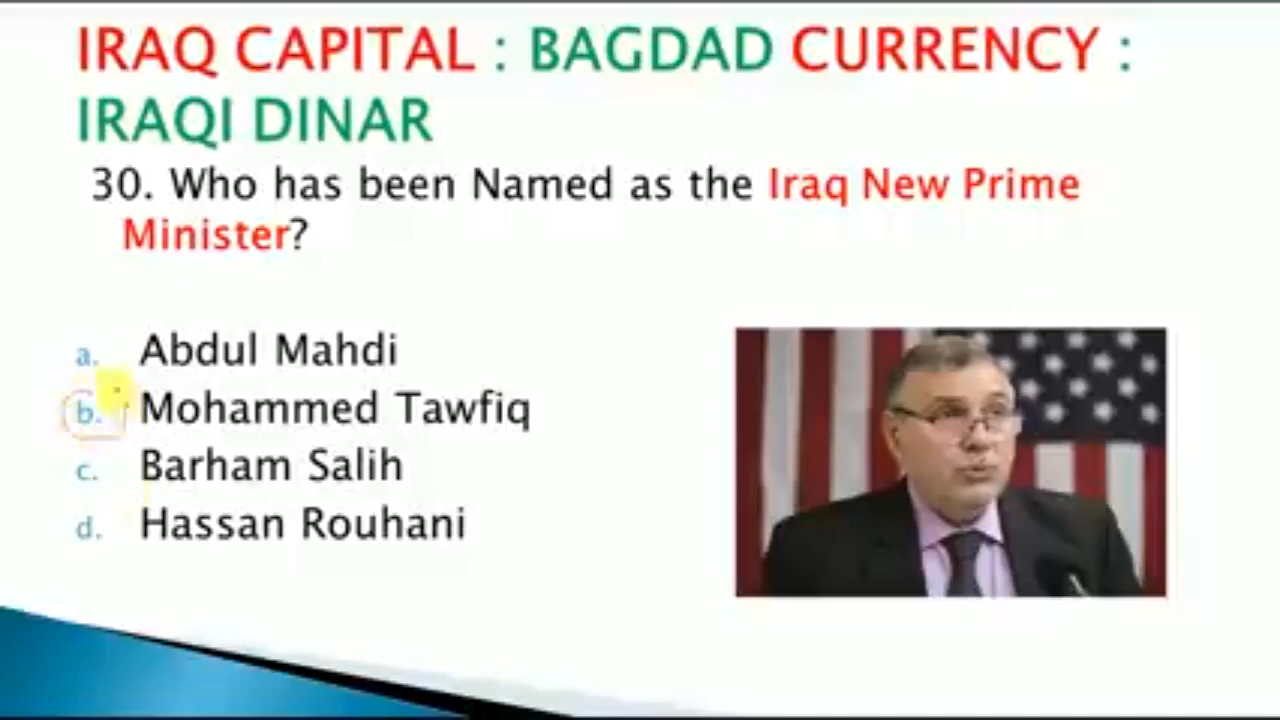 IRAQ CAPITAL : BAGDAD CURRENCY :
IRAQI DINAR
30. Who has been Named as the Iraq New Prime
Minister?
a. Abdul Mahdi
b. Mohammed Tawfiq
c. Barham Salih
d. Hassan Rouhani